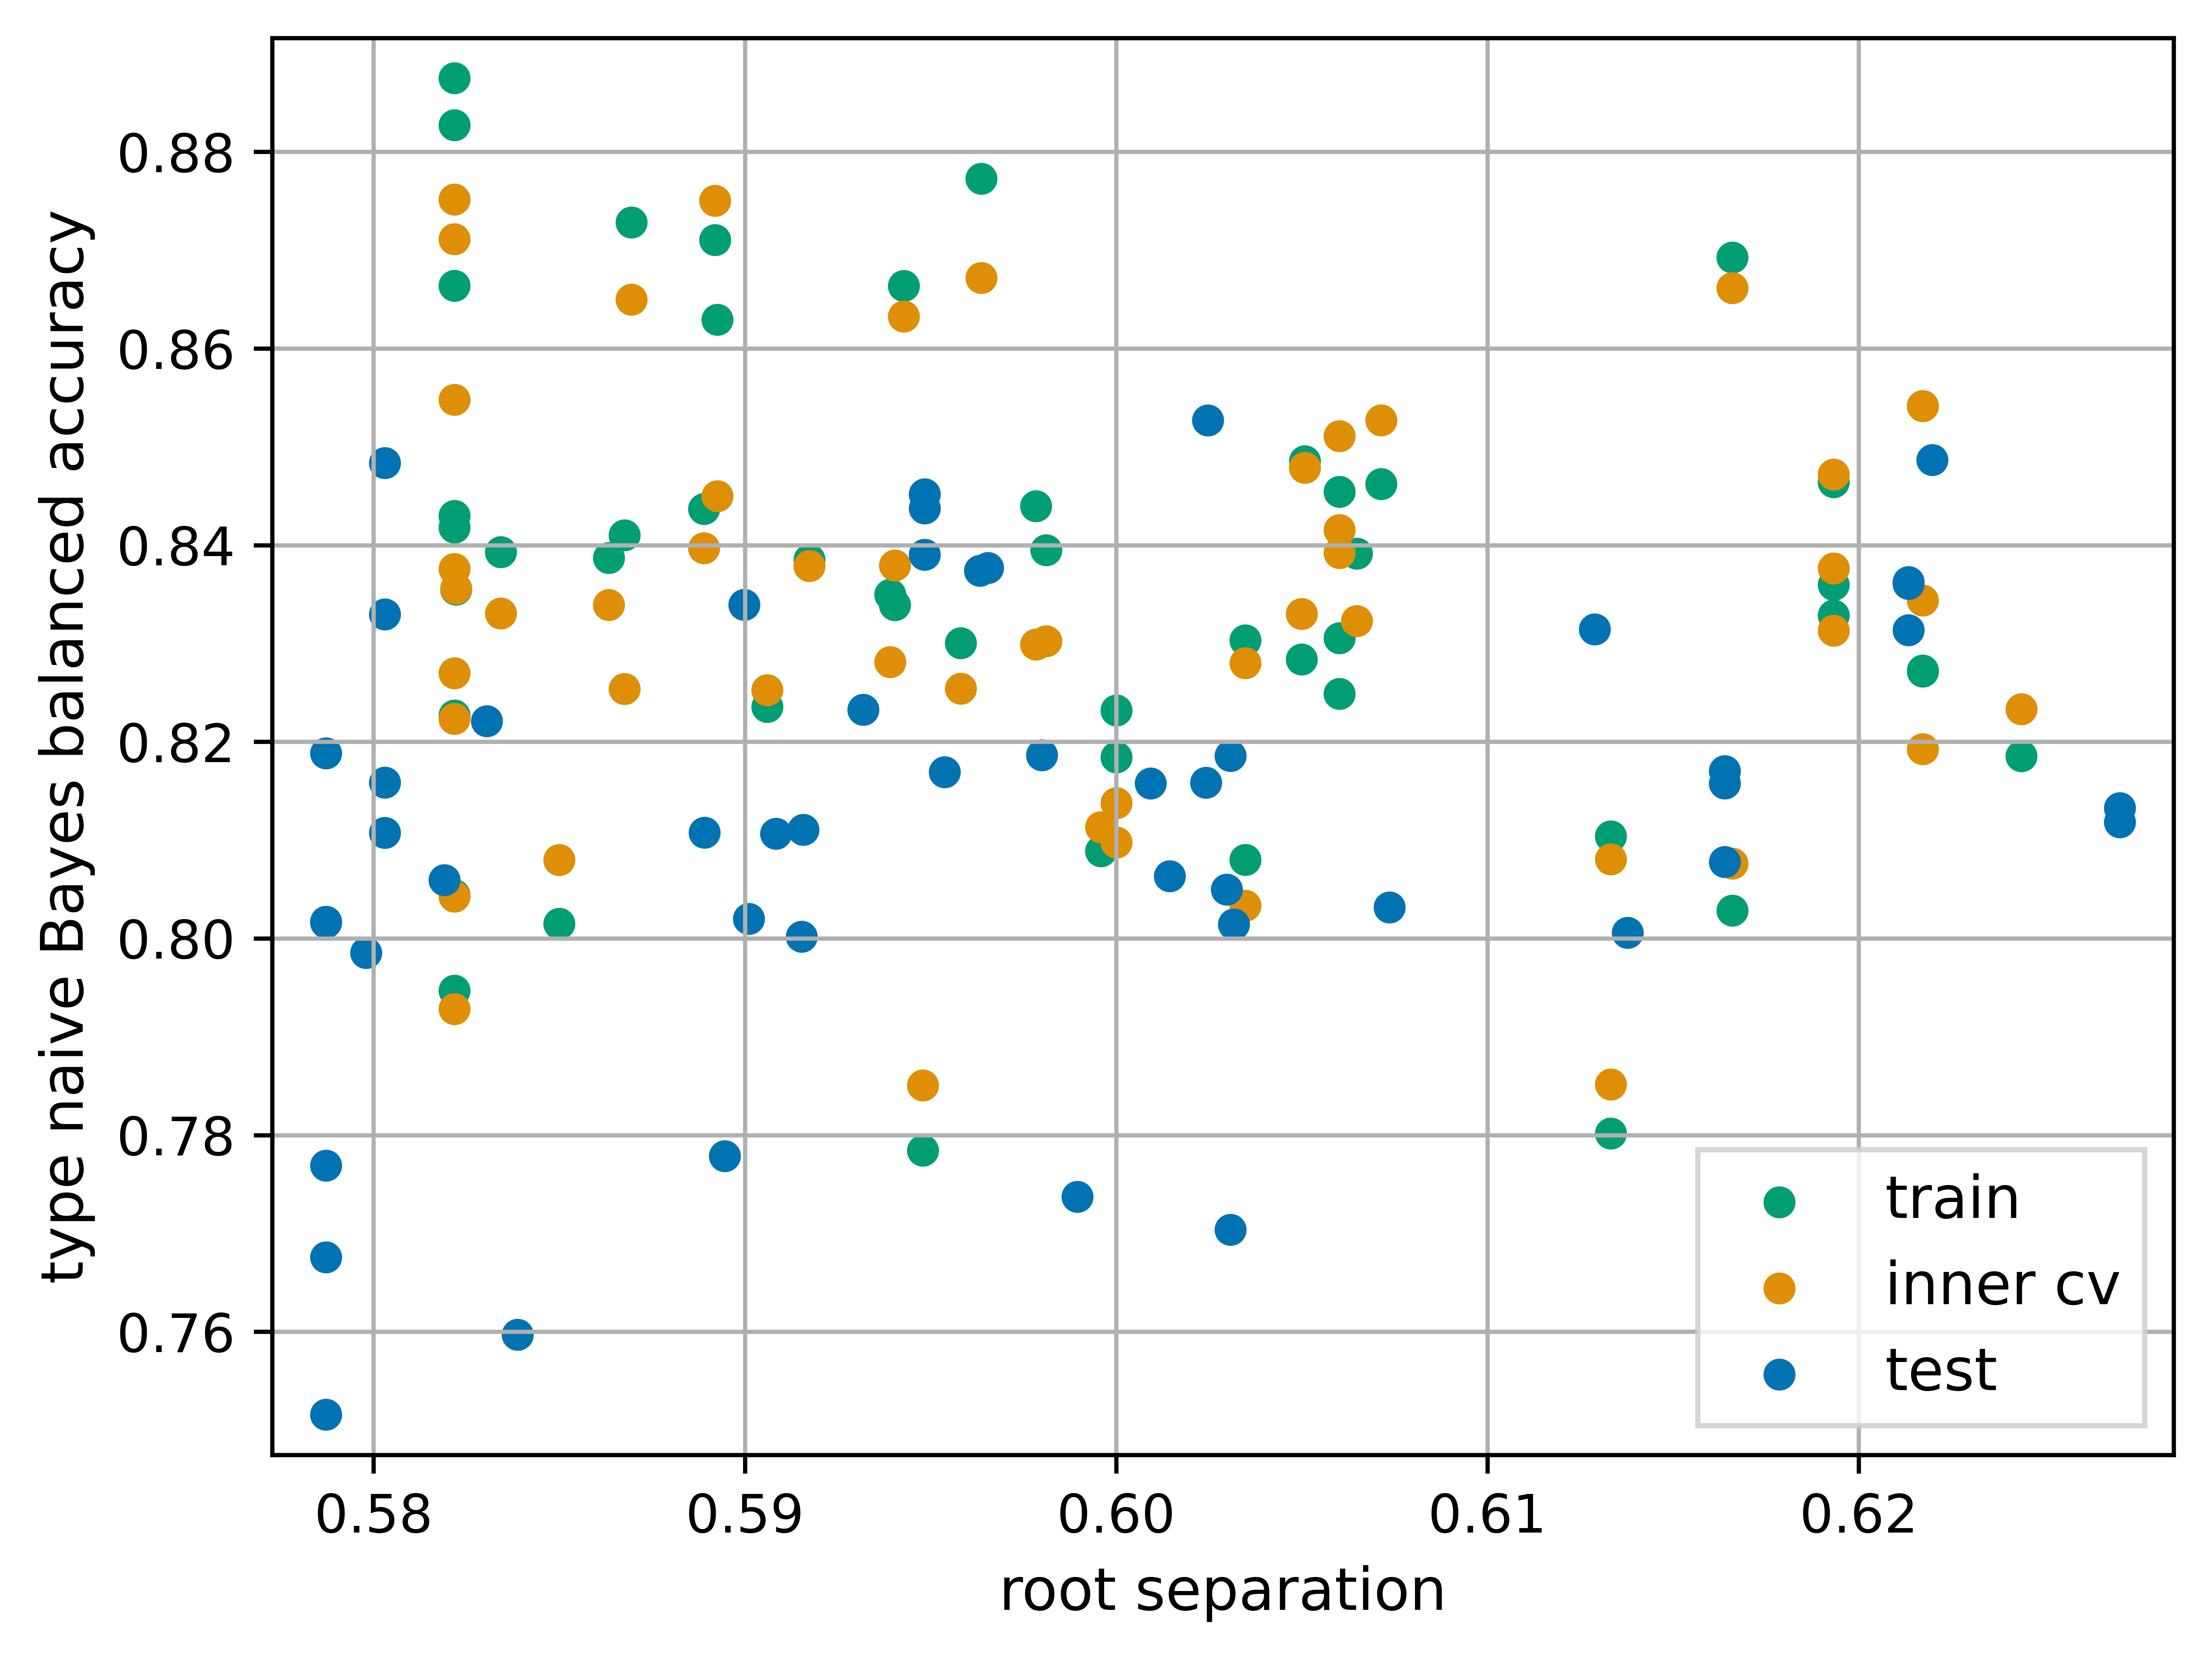 type naive Bayes balanced accuracy
0.88
0.86
0.84
0.82
0.80
0.78
0.76
0.58 0.59 0.60 0.61 0.62
root separation
train
inner cv
test